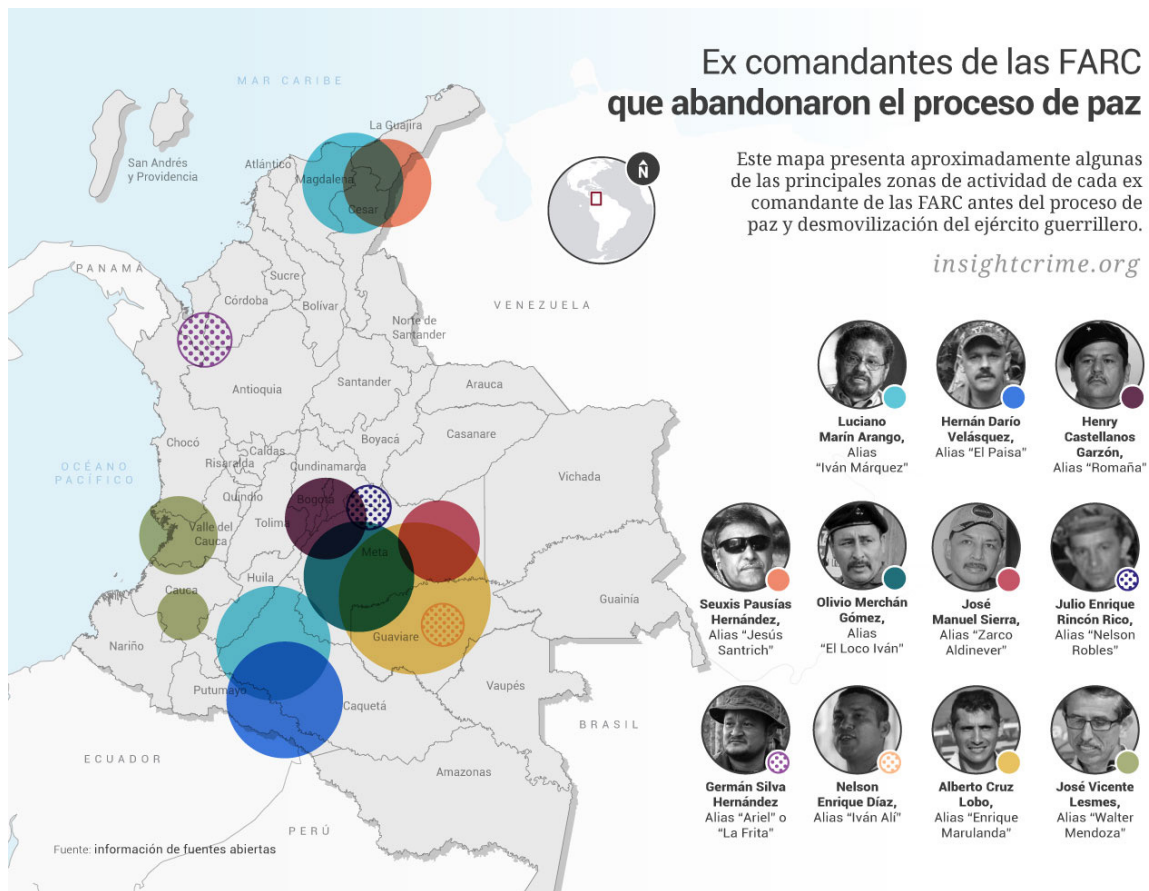 Ex comandantes de las FARC
que abandonaron el proceso de paz
Este mapa presenta aproximadamente algunas
de las principales zonas de actividad de cada ex
comandante de las FARC antes del proceso de
paz y desmovilización del ejército guerrillero.
insightcrime.org
MAR CARIBE
La Guajira
San Andrés
y Providencia
Atlántico
Magdalena
Cesar
N
PANAMÁ
Sucre
Córdoba
Bolívar
VENEZUELA
Norte de
Santander
Antioquia
Santander
Arauca
Chocó
Boyacá
Casanare
Caldas
Risaralda
Cundinamarca
OCÉANO
PACÍFICO
Vichada
Quindío
Bogotá
Tolima
Valle del
Cauca
Meta
Huila
Cauca
Guainía
Guaviare
Nariño
Putumayo
Vaupés
Caquetá
BRASIL
ECUADOR
Amazonas
PERÚ
Fuente: información de fuentes abiertas
Luciano
Marín Arango,
Alias
“Iván Márquez”
Hernán Darío
Velásquez,
Alias “El Paisa”
Henry
Castellanos
Garzón,
Alias “Romaña”
Seuxis Pausías
Hernández,
Alias “Jesús
Santrich”
Olivio Merchán
Gómez,
Alias
“El Loco Iván”
José
Manuel Sierra,
Alias “Zarco
Aldinever”
Julio Enrique
Rincón Rico,
Alias “Nelson
Robles”
Germán Silva
Hernández
Alias “Ariel” o
“La Frita”
Nelson
Enrique Díaz,
Alias “Iván Alí”
Alberto Cruz
Lobo,
Alias “Enrique
Marulanda”
José Vicente
Lesmes,
Alias “Walter
Mendoza”